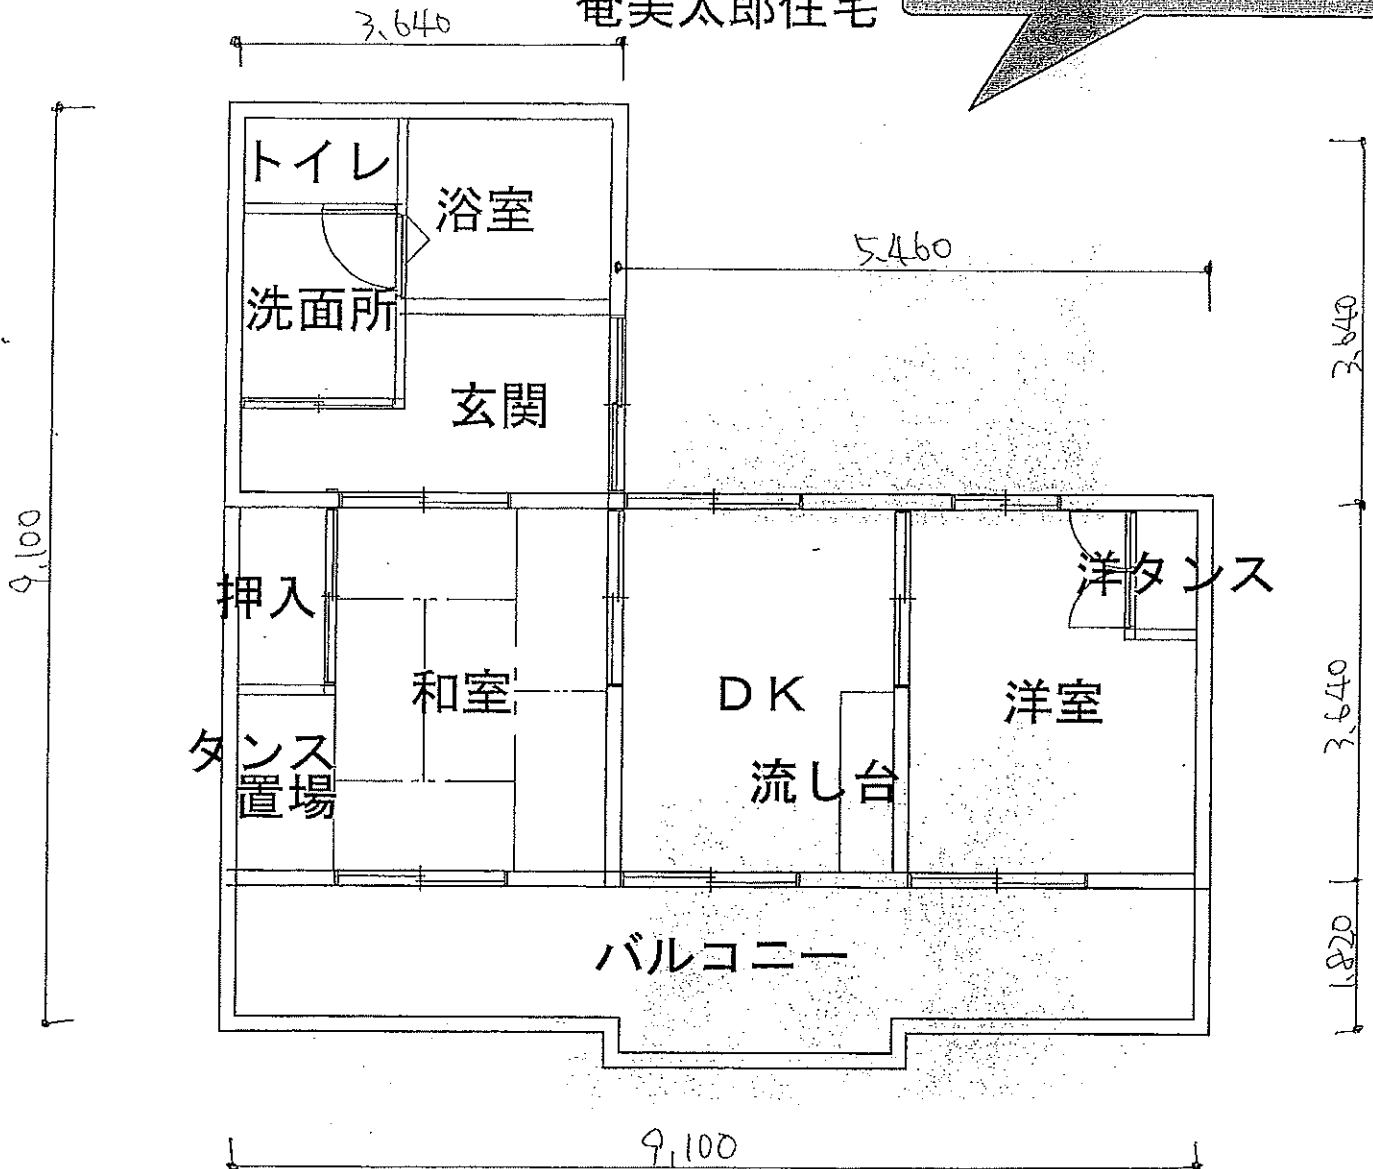 奄美太郎住宅
3,640
トイレ
浴室
5,460
洗面所
3,640
玄関
9,100
押入
洋タンス
和室
DK
洋室
3,640
タンス
置場
流し台
バルコニー
1,820
9,100